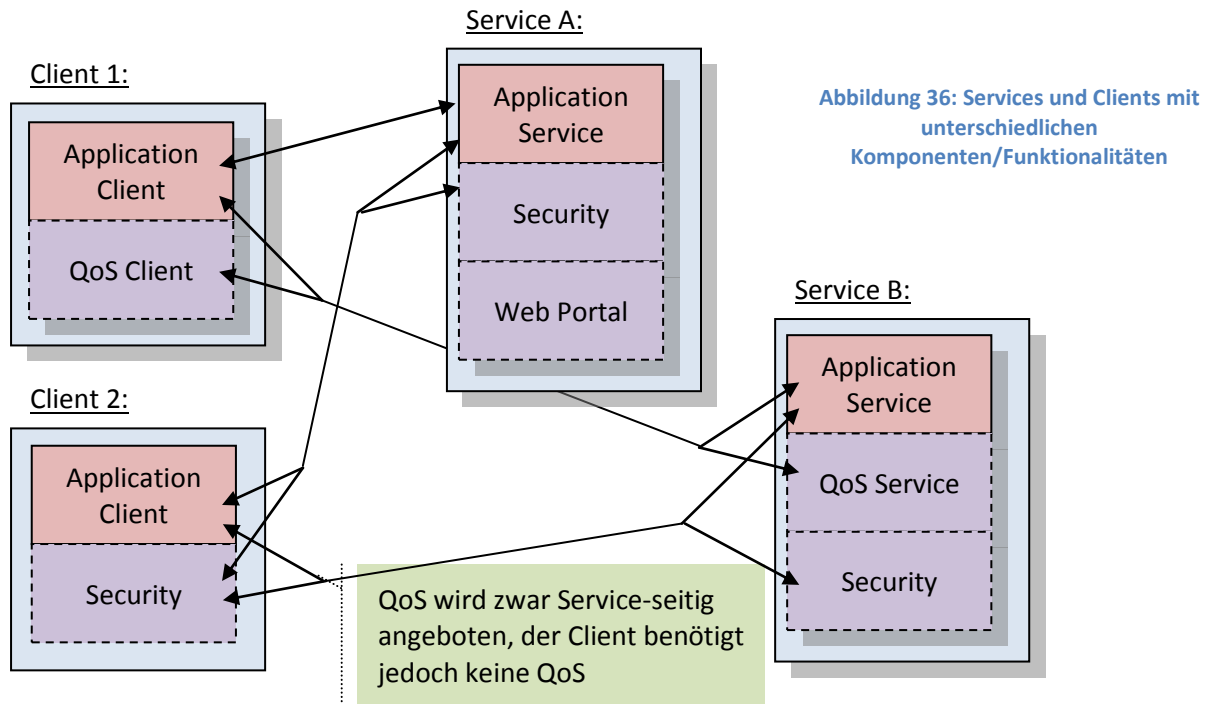 Service A:
Client 1:
Application
Service
Security
Web Portal
Abbildung 36: Services und Clients mit
unterschiedlichen
Komponenten/Funktionalitäten
Application
Client
QoS Client
Service B:
Application
Service
QoS Service
Security
Client 2:
Application
Client
Security
QoS wird zwar Service-seitig
angeboten, der Client benötigt
jedoch keine QoS